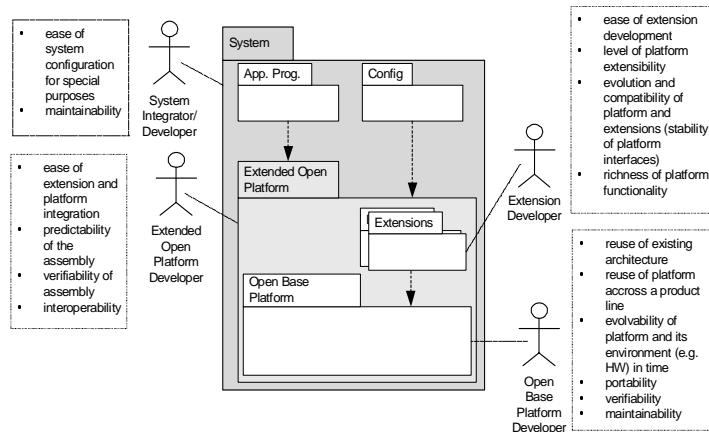 • ease of
system
configuration
for special
purposes
• maintainability
System
Integrator/
Developer
• ease of
extension and
platform
integration
• predictability
of the
assembly
• verifiability of
assembly
• interoperability
Extended
Open
Platform
Developer
System
App. Prog.
Config
Extended Open
Platform
Extensions
Open Base
Platform
• ease of extension
development
• level of platform
extensibility
• evolution and
compatibility of
platform and
extensions (stability
of platform
interfaces)
• richness of platform
functionality
Extension
Developer
• reuse of existing
architecture
• reuse of platform
accross a product
line
• evolvability of
platform and its
environment (e.g.
HW) in time
• portability
• verifiability
• maintainability
Open
Base
Platform
Developer